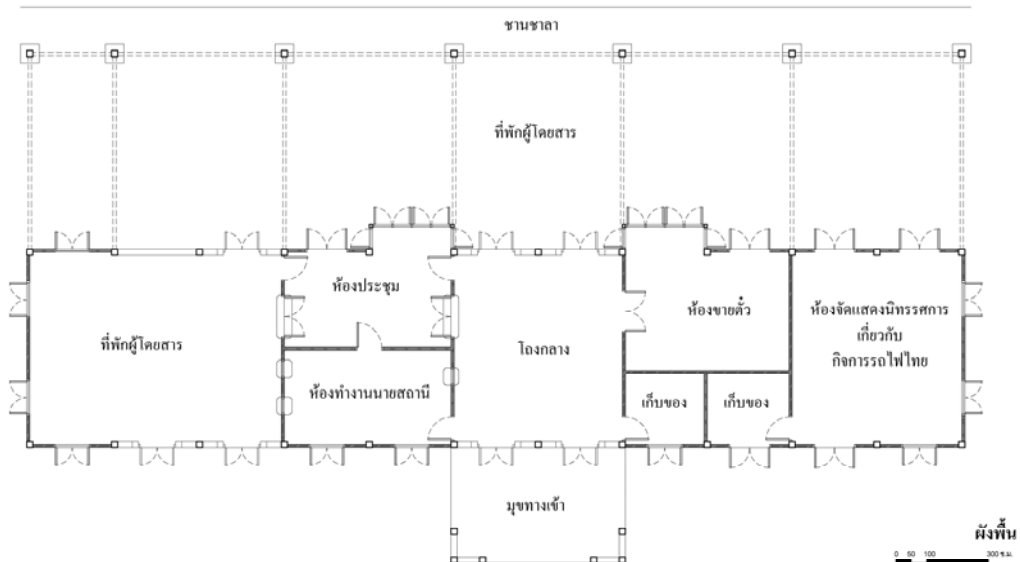 ชานชาลา
ที่พักผู้โดยสาร
ห้องประชุม
ห้องขายตั๋ว
ห้องจัดแสดงนิทรรศการ
เกี่ยวกับ
กิจการรถไฟไทย
ที่พักผู้โดยสาร
โถงกลาง
ห้องทำงานนายสถานี
เก็บของ
เก็บของ
มุขทางเข้า
ผังพื้น
0 50 100 300 ซ.ม.